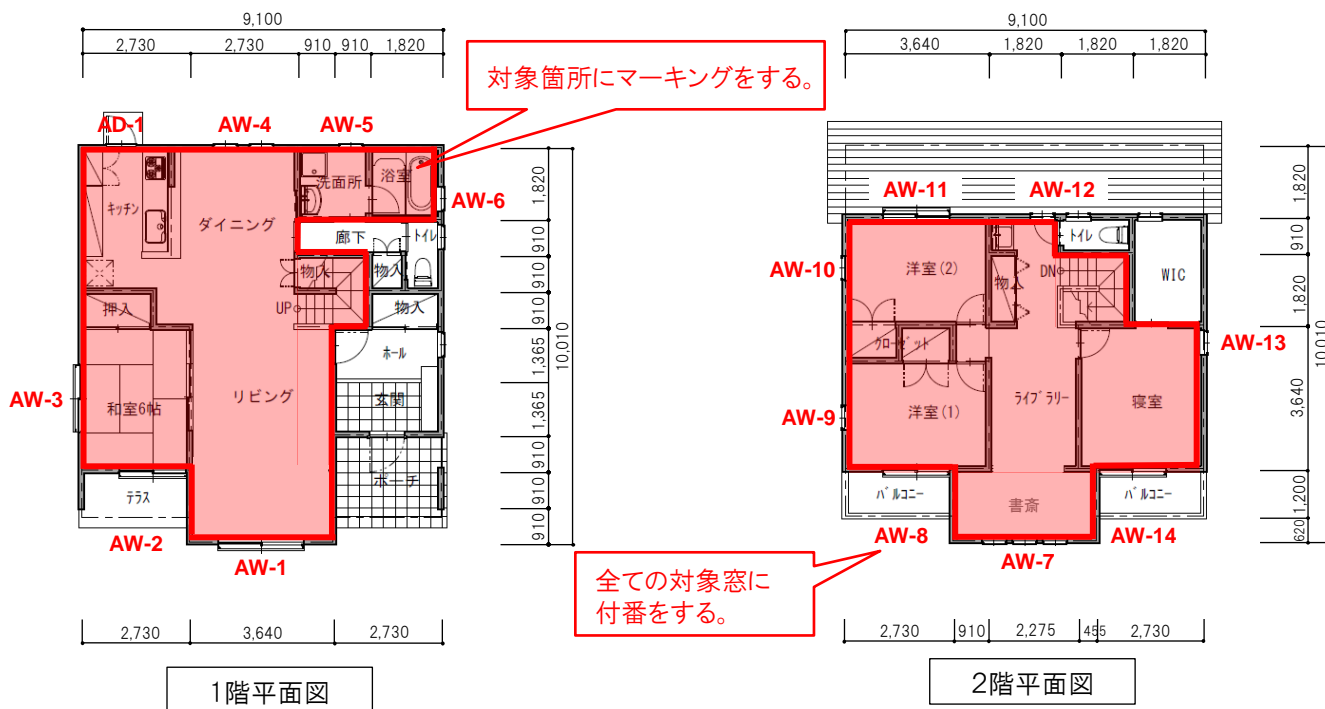 9,100
2,730 2,730 910 910 1,820
対象箇所にマーキングをする。
AD-1 AW-4 AW-5
AW-6
キッチン
ダイニング
洗面所
浴室
廊下
トイレ
物入
物入
UP
物入
押入
ホール
和室6帖
リビング
玄関
テラス
ポーチ
AW-3
AW-2
AW-1
1,820
910
910
910
1,365
1,365
910
910
910
10,010
2,730 3,640 2,730
1階平面図
9,100
3,640 1,820 1,820 1,820
AW-11 AW-12
AW-10
AW-13
AW-9
洋室(2)
物入
DN
トイレ
WIC
クローゼット
洋室(1)
ライブラリー
寝室
バルコニー
書斎
バルコニー
AW-8
AW-7
AW-14
全ての対象窓に
付番をする。
1,820
910
1,820
3,640
1,200
620
10,010
2,730 910 2,275 455 2,730
2階平面図